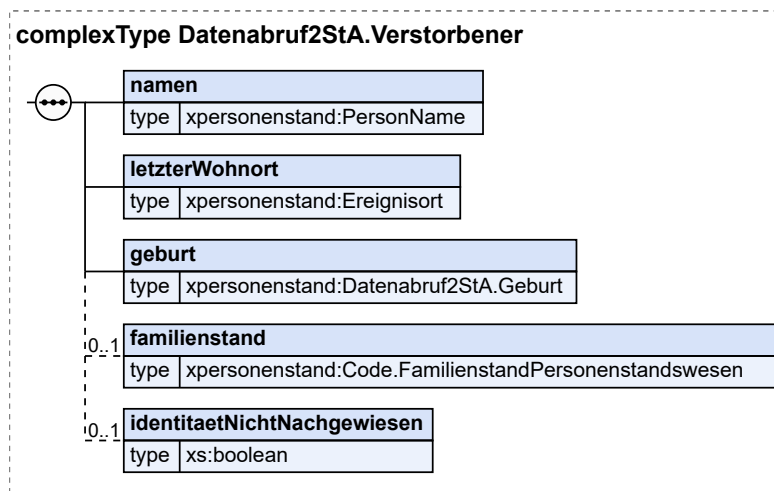 complexType Datenabruf2StA.Verstorbener
namen
type xpersonenstand:PersonName
letzterWohnort
type xpersonenstand:Ereignisort
geburt
type xpersonenstand:Datenabruf2StA.Geburt
0..1 familienstand
type xpersonenstand:Code.FamilienstandPersonenstandswesen
0..1 identitaetNichtNachgewiesen
type xs:boolean